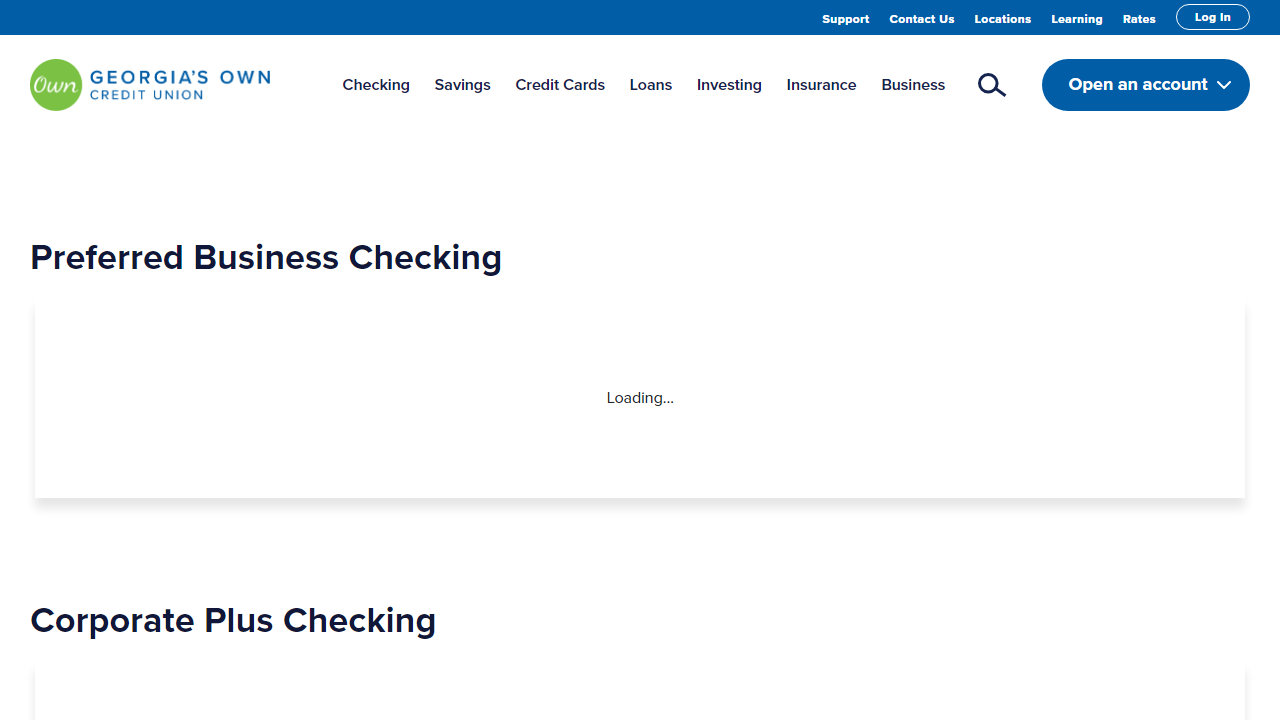 Support Contact Us Locations Learning Rates Log In
Own GEORGIA'S OWN
CREDIT UNION
Checking Savings Credit Cards Loans Investing Insurance Business Open an account
Preferred Business Checking
Loading...
Corporate Plus Checking